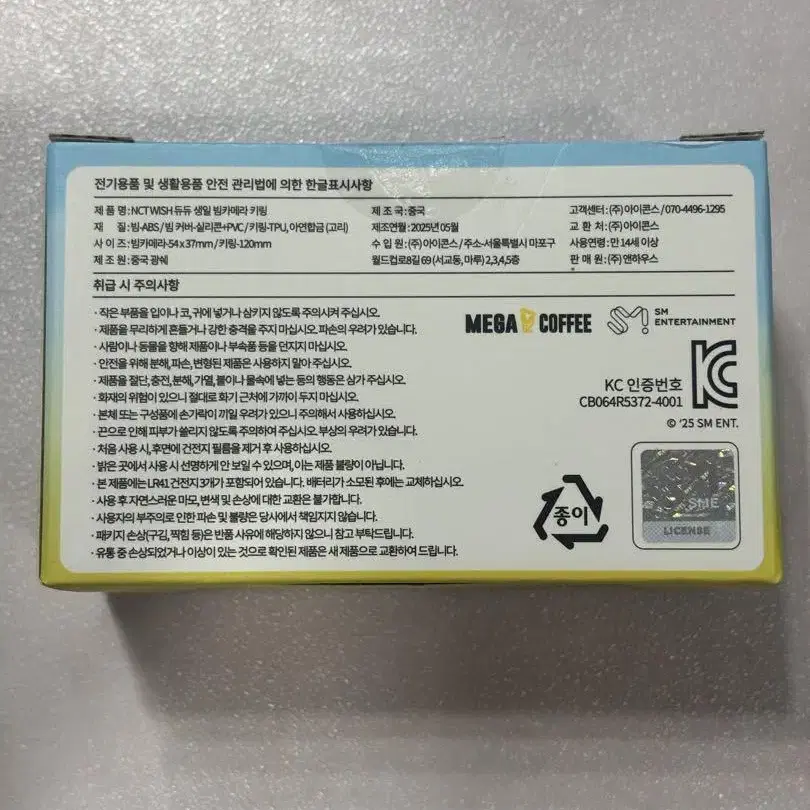 전기용품 및 생활용품 안전 관리법에 의한 한글표시사항
제 품 명 : NCT WISH 듀듀 생일 빔카메라 키링
재 질 : 빔-ABS / 빔 커버-실리콘+PVC / 키링-TPU, 아연합금 (고리)
사 이 즈 : 빔카메라-54 x 37mm / 키링-120mm
제 조 원 : 중국 광쉐
제 조 국 : 중국
제조연월 : 2025년 05월
수 입 원 : (주) 아이콘스 / 주소-서울특별시 마포구
월드컵로8길 69 (서교동, 마루) 2,3,4,5층
고객센터 : (주) 아이콘스 / 070-4496-1295
교 환 처 : (주) 아이콘스
사용연령 : 만 14세 이상
판 매 원 : ㈜앤하우스
취급 시 주의사항
· 작은 부품을 입이나 코, 귀에 넣거나 삼키지 않도록 주의시켜 주십시오.
· 제품을 무리하게 흔들거나 강한 충격을 주지 마십시오. 파손의 우려가 있습니다.
· 사람이나 동물을 향해 제품이나 부속품 등을 던지지 마십시오.
· 안전을 위해 분해, 파손, 변형된 제품은 사용하지 말아 주십시오.
· 제품을 절단, 충전, 분해, 가열, 불이나 물속에 넣는 등의 행동은 삼가 주십시오.
· 화재의 위험이 있으니 절대로 화기 근처에 가까이 두지 마십시오.
· 본체 또는 구성품에 손가락이 끼일 우려가 있으니 주의해서 사용하십시오.
· 끈으로 인해 피부가 쓸리지 않도록 주의하여 주십시오. 부상의 우려가 있습니다.
· 처음 사용 시, 후면에 건전지 필름을 제거 후 사용하십시오.
· 밝은 곳에서 사용 시 선명하게 안 보일 수 있으며, 이는 제품 불량이 아닙니다.
· 본 제품에는 LR41 건전지 3개가 포함되어 있습니다. 배터리가 소모된 후에는 교체하십시오.
· 사용 후 자연스러운 마모, 변색 및 손상에 대한 교환은 불가합니다.
· 사용자의 부주의로 인한 파손 및 불량은 당사에서 책임지지 않습니다.
· 패키지 손상(구김, 찍힘 등)은 반품 사유에 해당하지 않으니 참고 부탁드립니다.
· 유통 중 손상되었거나 이상이 있는 것으로 확인된 제품은 새 제품으로 교환하여 드립니다.
MEGA COFFEE
SM
ENTERTAINMENT
KC 인증번호
CB064R5372-4001
© '25 SM ENT.
종이
SME
LICENSE